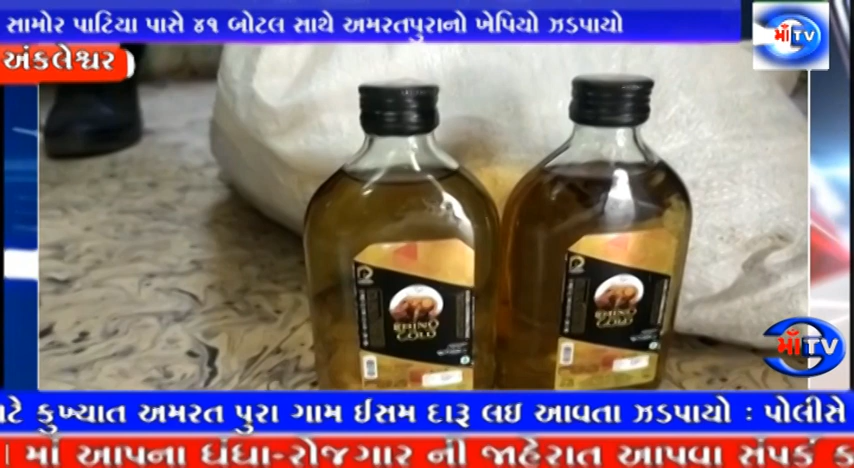 સામોર પાટિયા પાસે ૪૧ બોટલ સાથે અમરતપુરાનો ખેપિયો ઝડપાયો
માઁ TV
અંકલેશ્વર
RHINO
GOLD
RHINO
GOLD
માઁ TV
માટે કુખ્યાત અમરત પુરા ગામ ઈસમ દારૂ લઇ આવતા ઝડપાયો : પોલીસે
માં આપના ધંધા-રોજગાર ની જાહેરાત આપવા સંપર્ક